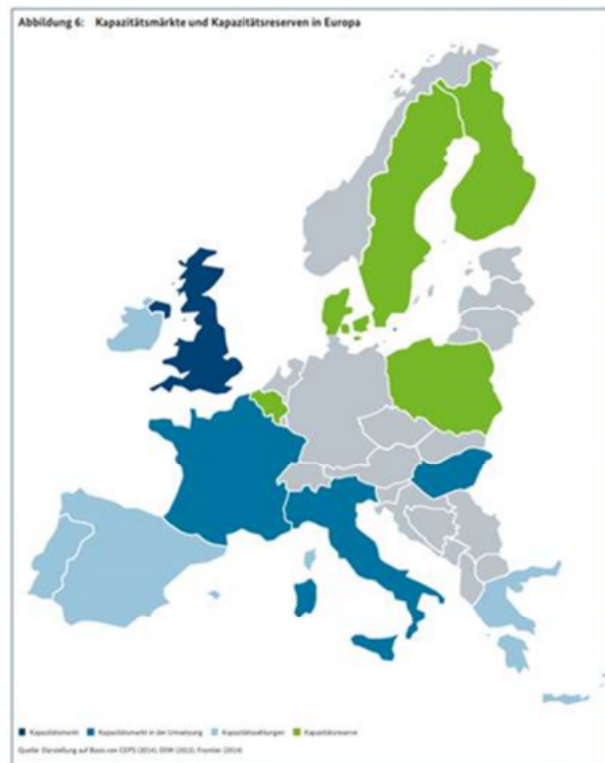 Abbildung 6: Kapazitätsmärkte und Kapazitätsreserven in Europa
Kapazitätsmarkt Kapazitätsmarkt in der Umsetzung Kapazitätszahlungen Kapazitätsreserve
Quelle: Darstellung auf Basis von CEPS (2014), DIW (2013), Frontier (2014)